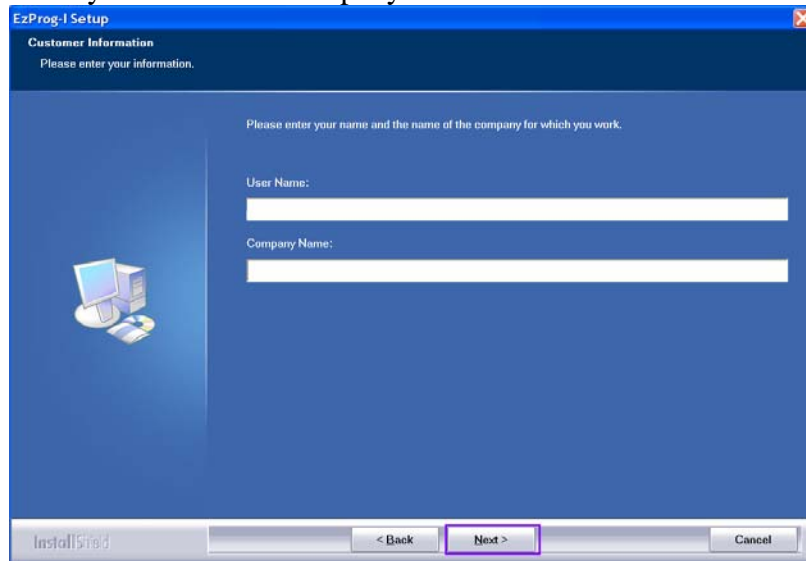 EzProg-I Setup
Customer Information
Please enter your information.
Please enter your name and the name of the company for which you work.
User Name:
Company Name:
InstallShield
< Back
Next >
Cancel